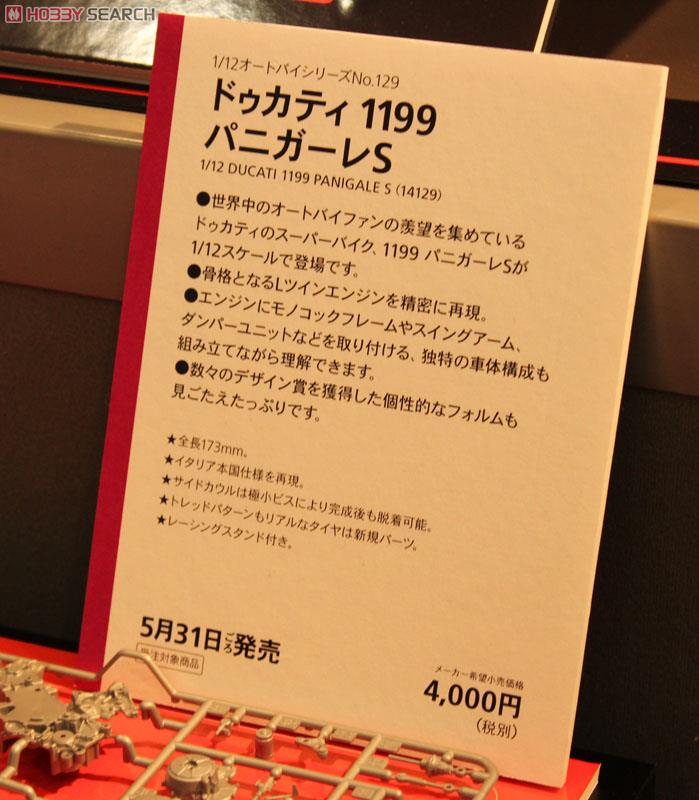 HOBBY SEARCH
1/12オートバイシリーズNo.129
ドゥカティ 1199
パニガーレS
1/12 DUCATI 1199 PANIGALE S (14129)
●世界中のオートバイファンの羨望を集めている
ドゥカティのスーパーバイク、1199 パニガーレSが
1/12スケールで登場です。
●骨格となるLツインエンジンを精密に再現。
●エンジンにモノコックフレームやスイングアーム、
ダンパーユニットなどを取り付ける、独特の車体構成も
組み立てながら理解できます。
●数々のデザイン賞を獲得した個性的なフォルムも
見ごたえたっぷりです。
★全長173mm。
★イタリア本国仕様を再現。
★サイドカウルは極小ビスにより完成後も脱着可能。
★トレッドパターンもリアルなタイヤは新規パーツ。
★レーシングスタンド付き。
5月31日ごろ発売
受注対象商品
メーカー希望小売価格
4,000円
(税別)